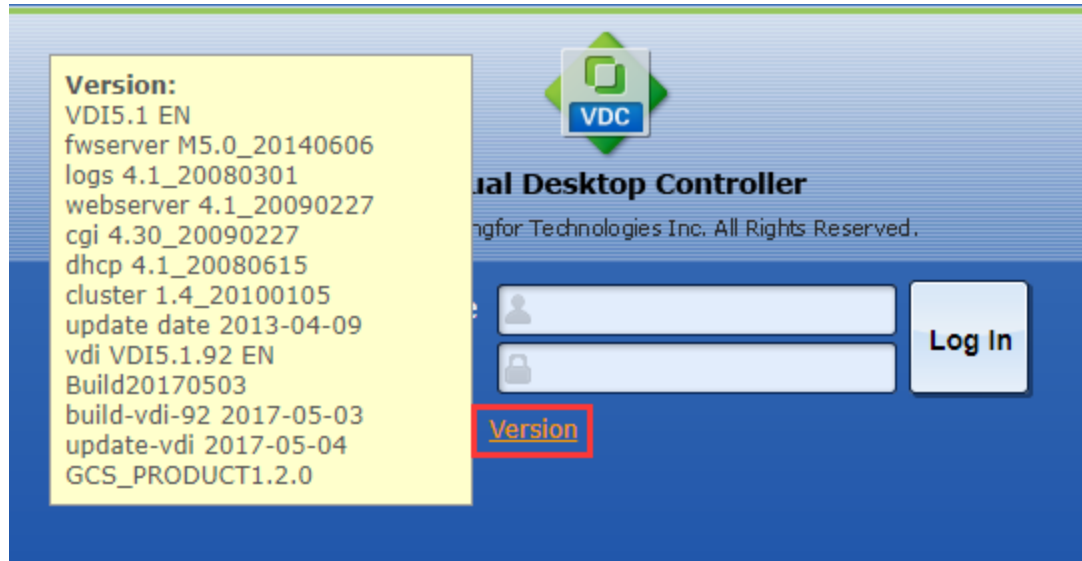 Version:
VDI5.1 EN
fwserver M5.0_20140606
logs 4.1_20080301
webserver 4.1_20090227
cgi 4.30_20090227
dhcp 4.1_20080615
cluster 1.4_20100105
update date 2013-04-09
vdi VDI5.1.92 EN
Build20170503
build-vdi-92 2017-05-03
update-vdi 2017-05-04
GCS_PRODUCT1.2.0
VDC
Desktop Controller
Technologies Inc. All Rights Reserved.
Log In
Version